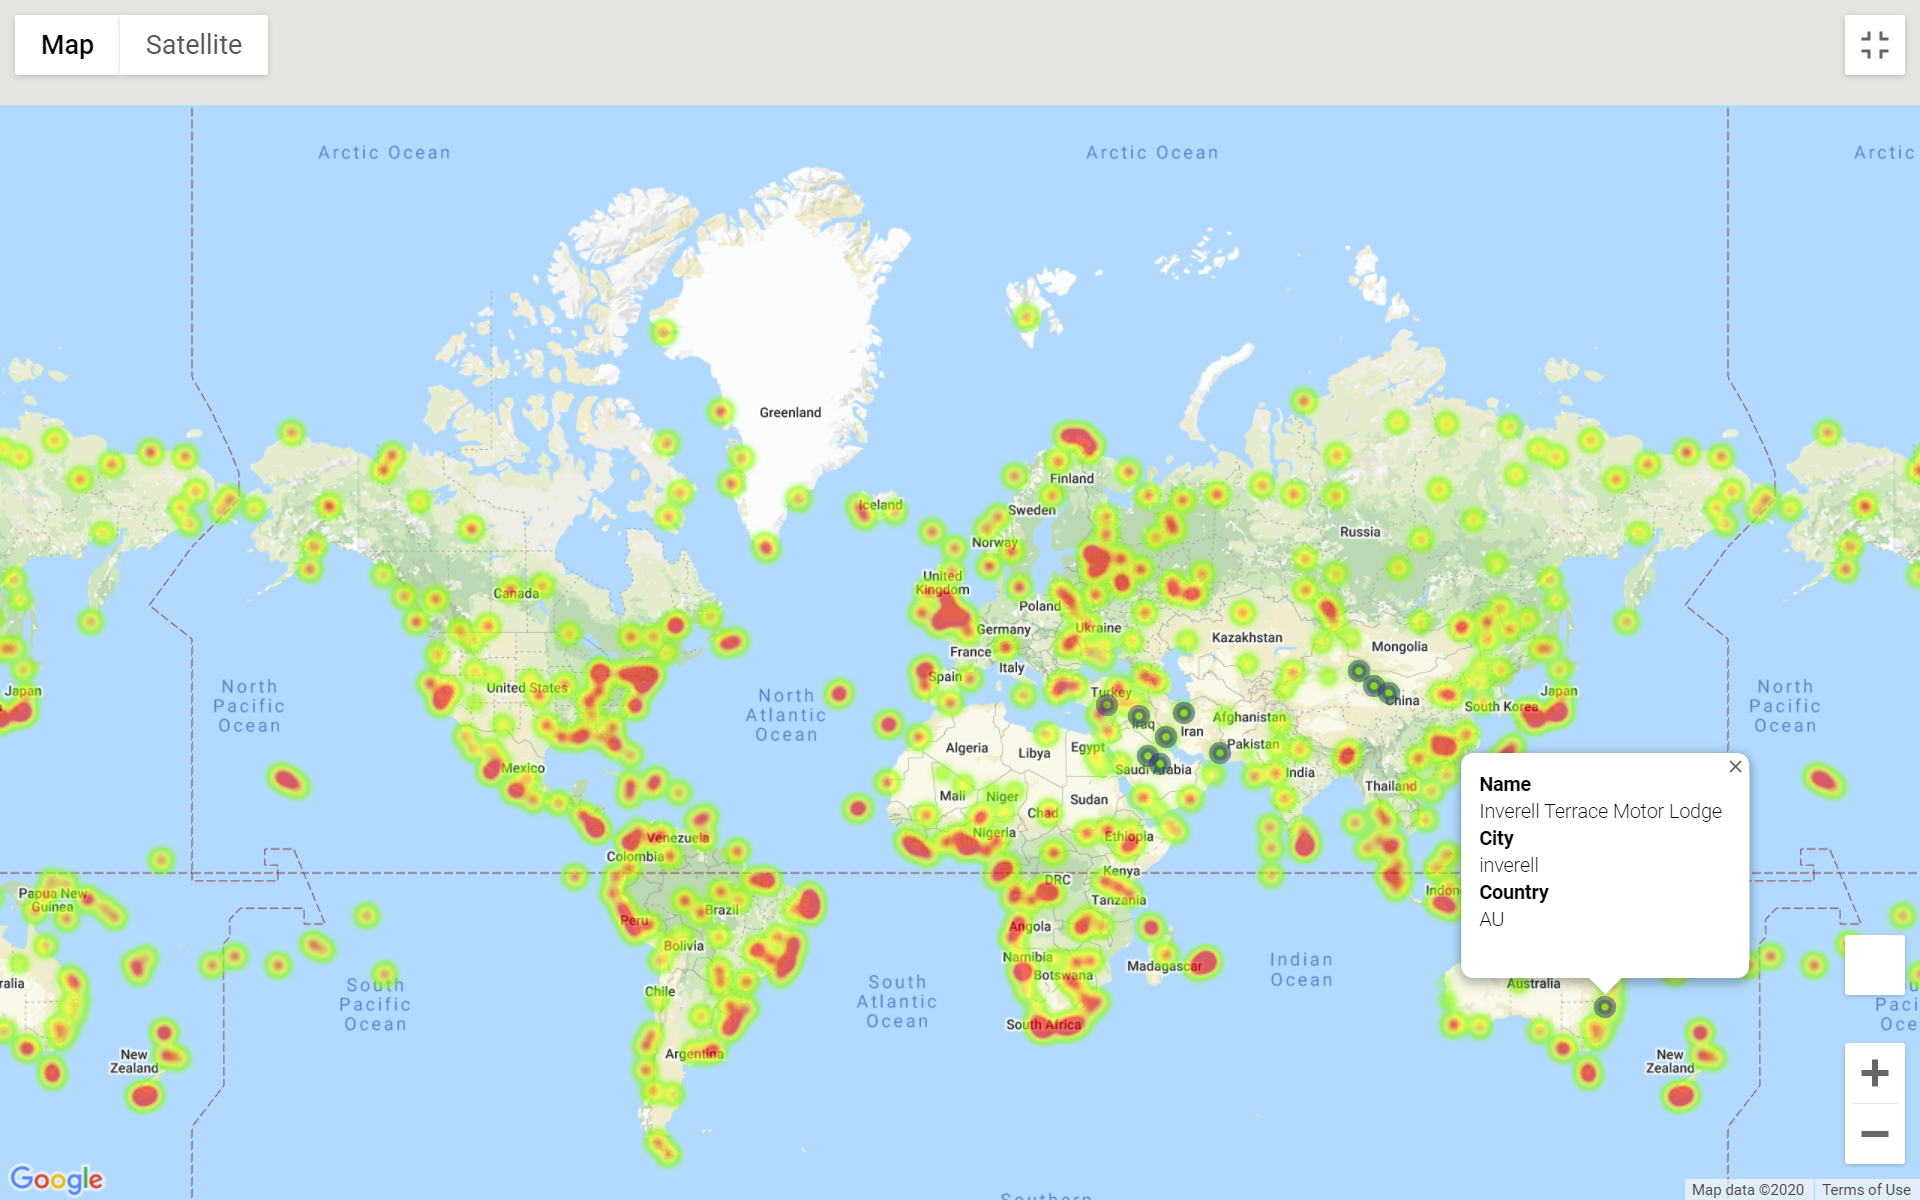 Map
Satellite
Arctic Ocean
Arctic Ocean
Arctic
Greenland
Iceland
Finland
Sweden
Norway
Russia
Canada
United
Kingdom
Poland
Germany
Ukraine
Kazakhstan
Mongolia
France
Italy
Spain
Turkey
Japan
North
Pacific
Ocean
United States
North
Atlantic
Ocean
China
South Korea
Japan
North
Pacific
Ocean
Iraq
Iran
Afghanistan
Pakistan
Algeria
Libya
Egypt
Saudi Arabia
India
Thailand
Mexico
Mali
Niger
Chad
Sudan
Nigeria
Ethiopia
Venezuela
Colombia
DRC
Kenya
Tanzania
Papua New
Guinea
Peru
Brazil
Bolivia
Angola
Namibia
Botswana
Madagascar
Indon
Name
Inverell Terrace Motor Lodge
City
inverell
Country
AU
Indian
Ocean
ralia
South
Pacific
Ocean
Chile
South
Atlantic
Ocean
South Africa
Australia
Paci
Oce
New
Zealand
Argentina
New
Zealand
Google
Southern
Map data ©2020
Terms of Use